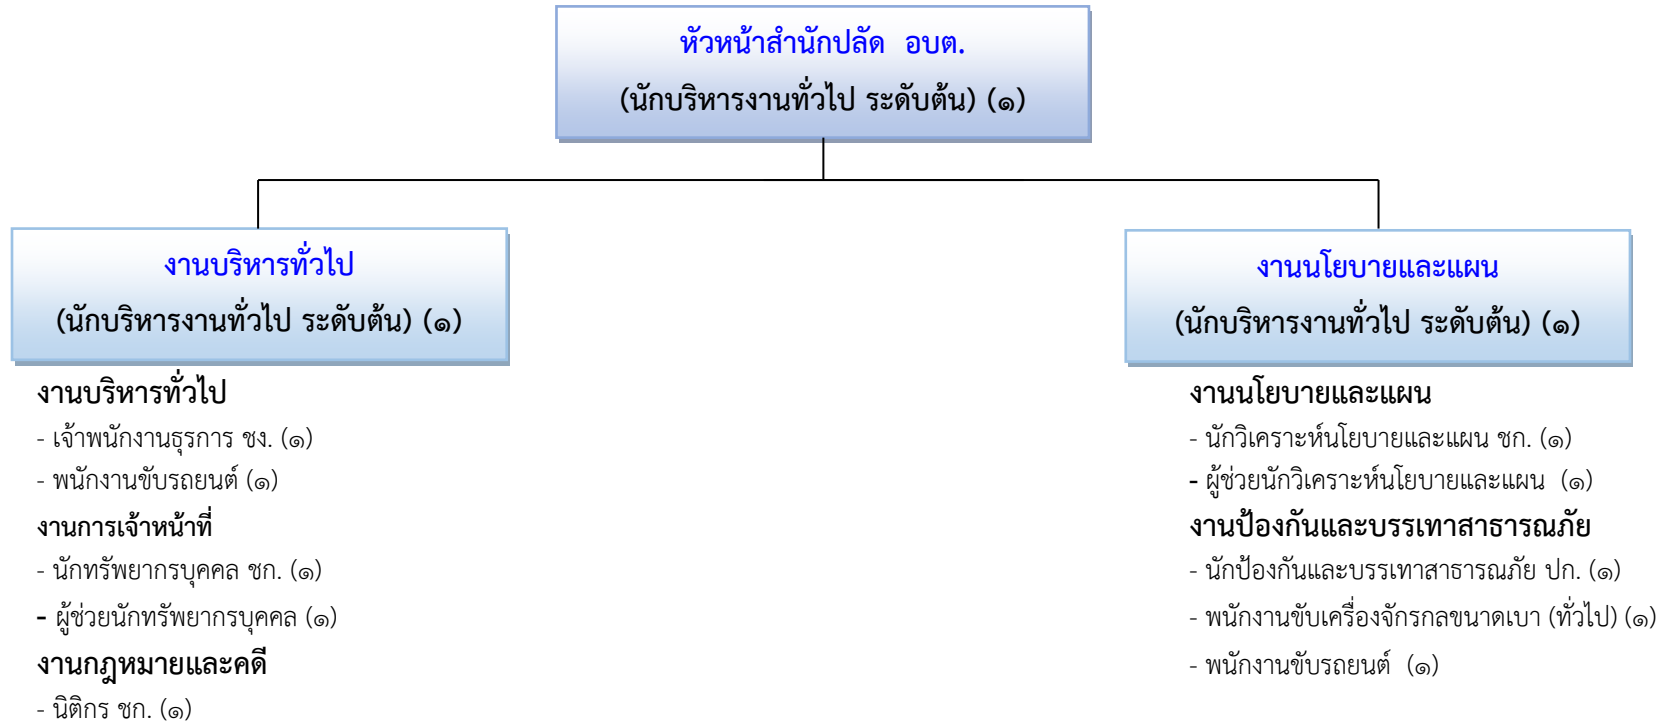 หัวหน้าสำนักปลัด  อบต.
(นักบริหารงานทั่วไป ระดับต้น) (๑)
งานบริหารทั่วไป
(นักบริหารงานทั่วไป ระดับต้น) (๑)
งานบริหารทั่วไป
- เจ้าพนักงานธุรการ ชง. (๑)
- พนักงานขับรถยนต์ (๑)
งานการเจ้าหน้าที่
- นักทรัพยากรบุคคล ชก. (๑)
- ผู้ช่วยนักทรัพยากรบุคคล (๑)
งานกฎหมายและคดี
- นิติกร ชก. (๑)
งานนโยบายและแผน
(นักบริหารงานทั่วไป ระดับต้น) (๑)
งานนโยบายและแผน
- นักวิเคราะห์นโยบายและแผน ชก. (๑)
- ผู้ช่วยนักวิเคราะห์นโยบายและแผน  (๑)
งานป้องกันและบรรเทาสาธารณภัย
- นักป้องกันและบรรเทาสาธารณภัย ปก. (๑)
- พนักงานขับเครื่องจักรกลขนาดเบา (ทั่วไป) (๑)
- พนักงานขับรถยนต์  (๑)